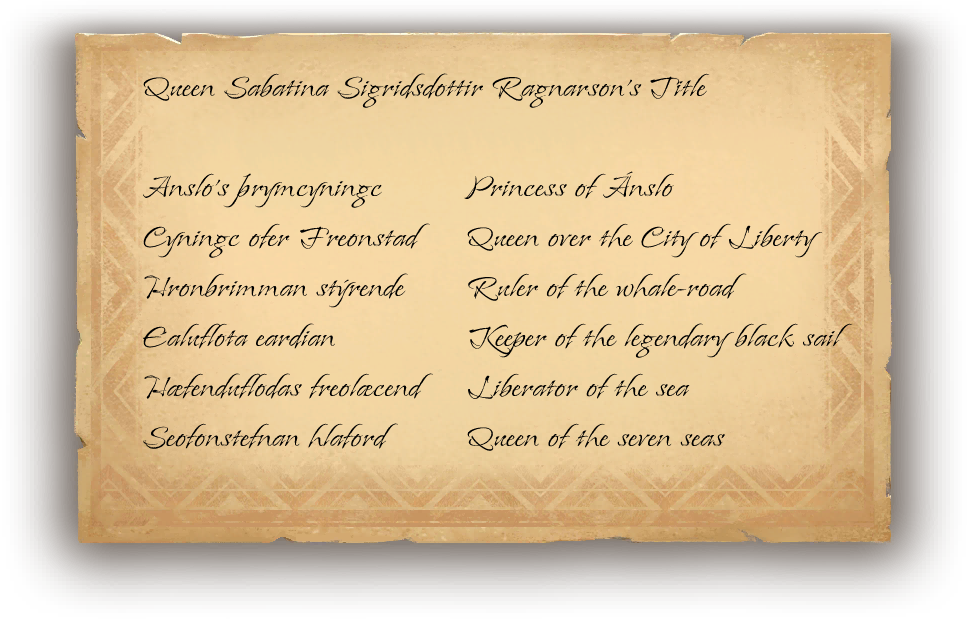 Queen Sabatina Sigridsdottir Ragnarson's Title
Anslo's þrymcyningc Princess of Ánslo
Cyningc ofer Freonstad Queen over the City of Liberty
Hronbrimman stýrende Ruler of the whale-road
Ealuflota eardian Keeper of the legendary black sail
Hæfenduflodas freolæcend Liberator of the sea
Seofonstefnan hlaford Queen of the seven seas